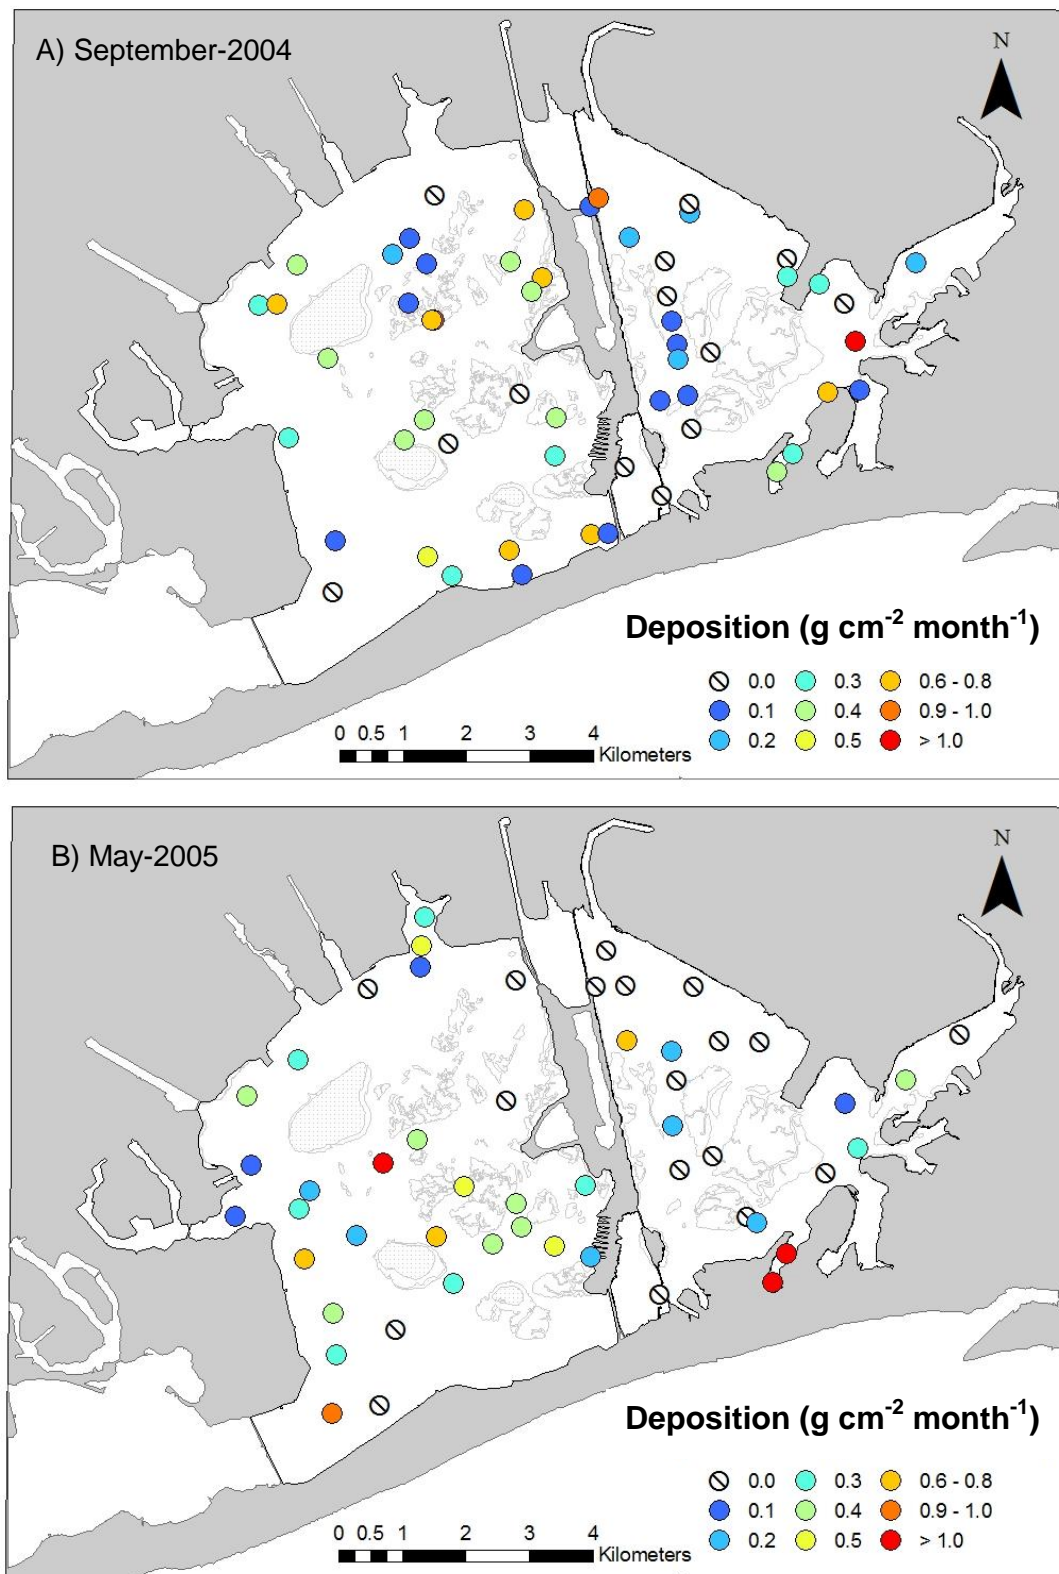 A) September-2004
N
Deposition (g cm-2 month-1)
0.0 0.3 0.6 - 0.8
0.1 0.4 0.9 - 1.0
0.2 0.5 > 1.0
0 0.5 1 2 3 4
Kilometers
B) May-2005
N
Deposition (g cm-2 month-1)
0.0 0.3 0.6 - 0.8
0.1 0.4 0.9 - 1.0
0.2 0.5 > 1.0
0 0.5 1 2 3 4
Kilometers